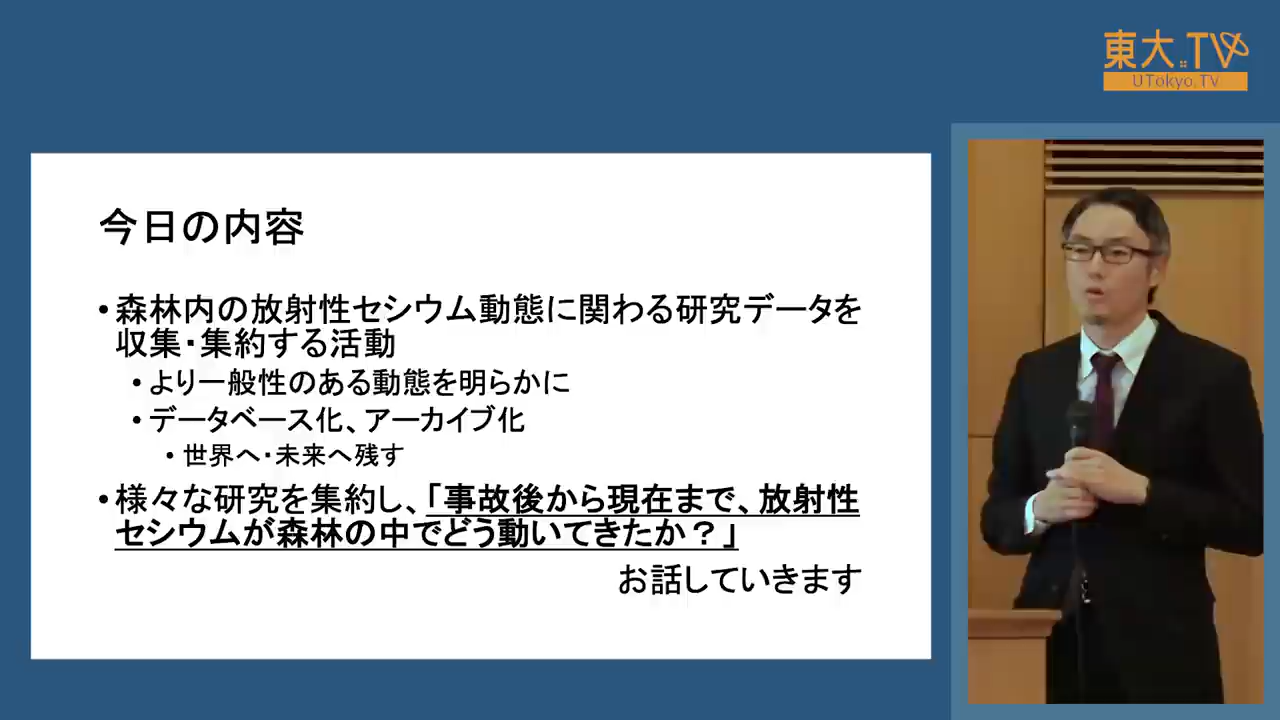 東大TV
UTokyo.TV
今日の内容
• 森林内の放射性セシウム動態に関わる研究データを
収集・集約する活動
• より一般性のある動態を明らかに
• データベース化、アーカイブ化
• 世界へ・未来へ残す
• 様々な研究を集約し、「事故後から現在まで、放射性
セシウムが森林の中でどう動いてきたか？」
お話していきます